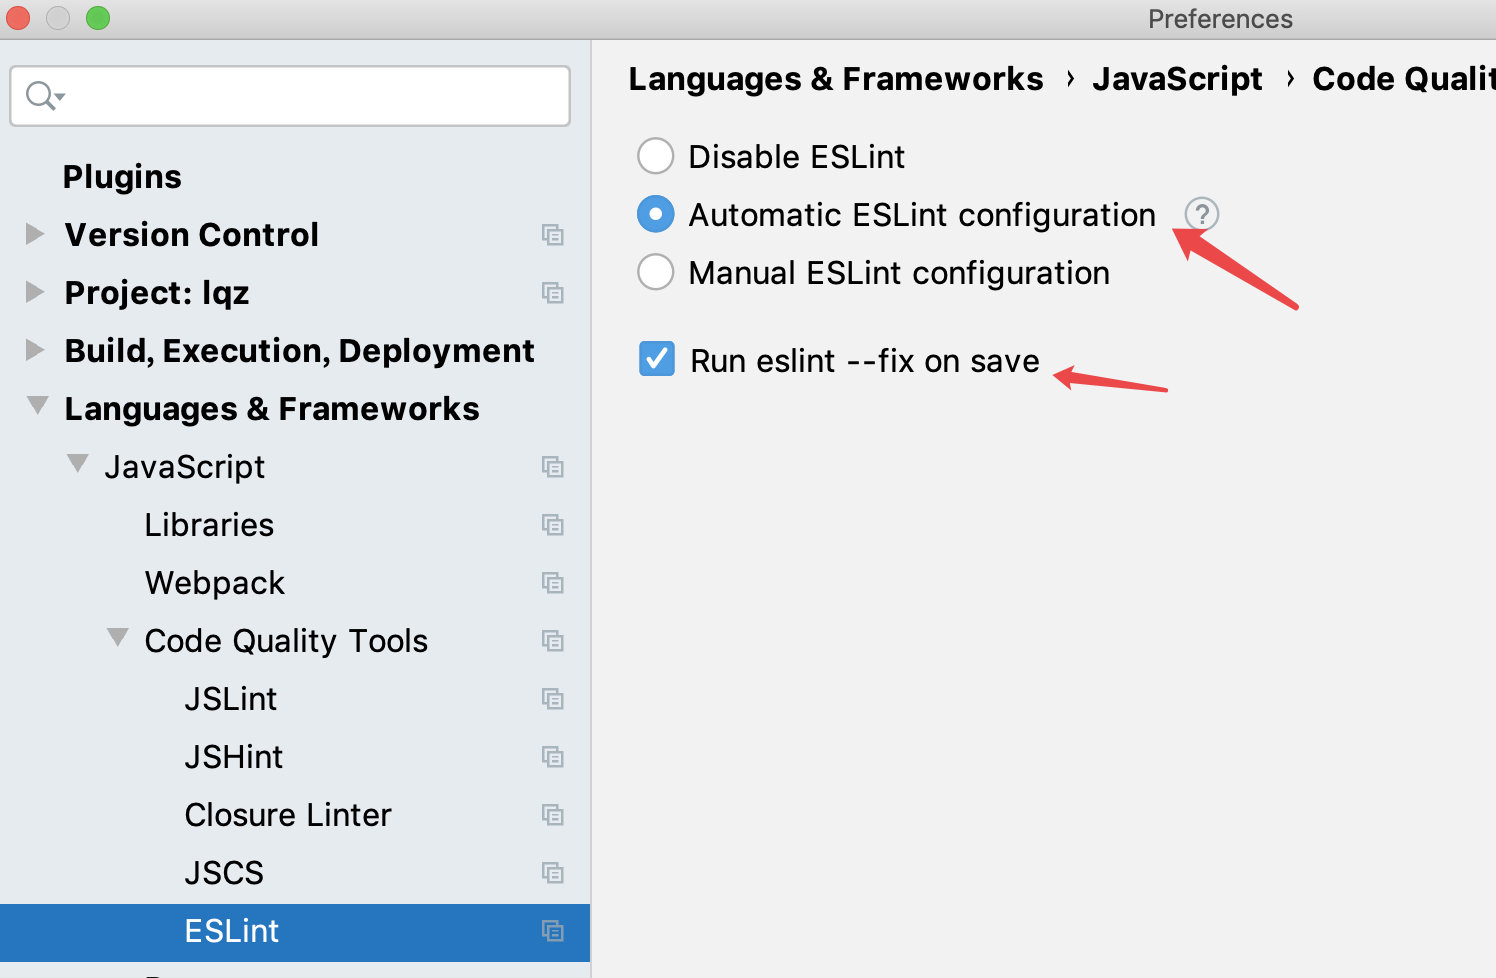 Preferences
Languages & Frameworks › JavaScript › Code Qualit
Disable ESLint
Automatic ESLint configuration ?
Manual ESLint configuration
Run eslint --fix on save
Plugins
Version Control
Project: lqz
Build, Execution, Deployment
Languages & Frameworks
JavaScript
Libraries
Webpack
Code Quality Tools
JSLint
JSHint
Closure Linter
JSCS
ESLint